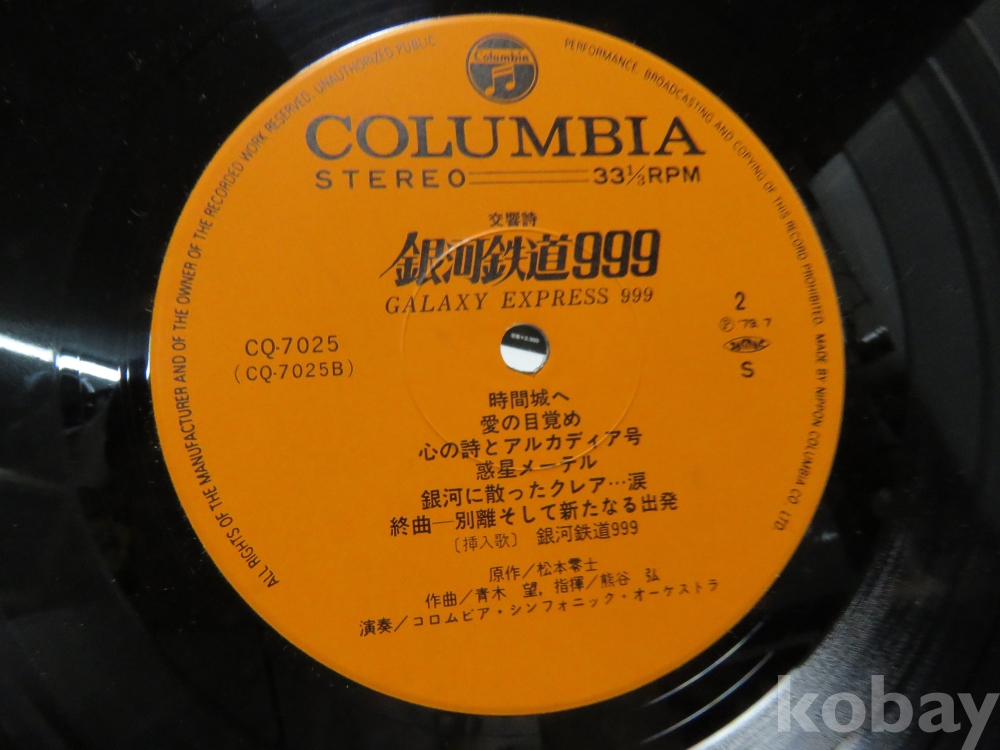 ALL RIGHTS OF THE MANUFACTURER AND OF THE OWNER OF THE RECORDED WORK RESERVED. UNAUTHORIZED PUBLIC PERFORMANCE. BROADCASTING AND COPYING OF THIS RECORD PROHIBITED. MADE BY NIPPON COLUMBIA CO. LTD.
Columbia
COLUMBIA
STEREO 33⅓RPM
交響詩
銀河鉄道999
GALAXY EXPRESS 999
2
Ⓟ'79.7
S
CQ-7025
(CQ-7025B)
時間城へ
愛の目覚め
心の詩とアルカディア号
惑星メーテル
銀河に散ったクレア…涙
終曲―別離そして新たなる出発
〔挿入歌〕 銀河鉄道999
原作/松本零士
作曲/青木 望, 指揮/熊谷 弘
演奏/コロムビア・シンフォニック・オーケストラ
kobay